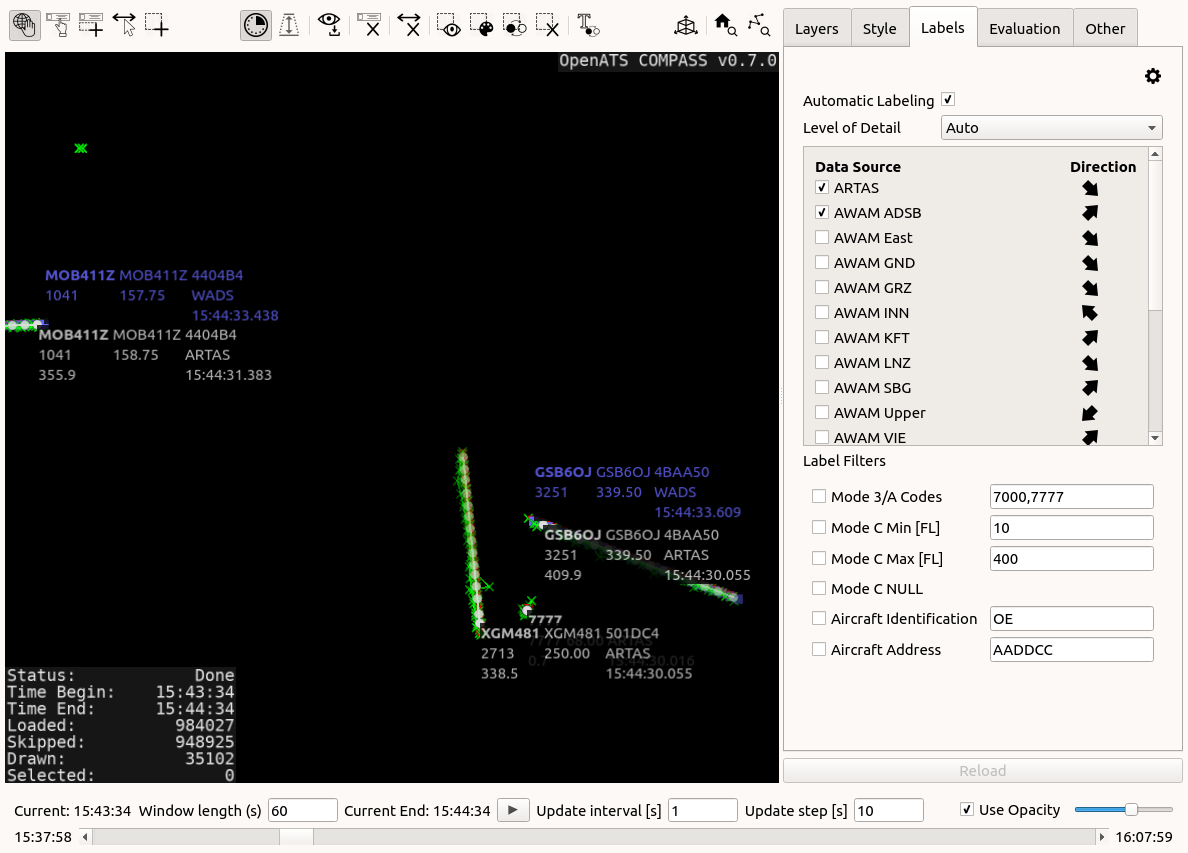 Layers Style Labels Evaluation Other
OpenATS COMPASS v0.7.0
Automatic Labeling
Level of Detail Auto
Data Source Direction
ARTAS
AWAM ADSB
AWAM East
AWAM GND
AWAM GRZ
AWAM INN
AWAM KFT
AWAM LNZ
AWAM SBG
AWAM Upper
AWAM VIE
Label Filters
Mode 3/A Codes 7000,7777
Mode C Min [FL] 10
Mode C Max [FL] 400
Mode C NULL
Aircraft Identification OE
Aircraft Address AADDCC
Reload
MOB411Z MOB411Z 4404B4
1041 157.75 WADS
15:44:33.438
MOB411Z MOB411Z 4404B4
1041 158.75 ARTAS
355.9 15:44:31.383
GSB6OJ GSB6OJ 4BAA50
3251 339.50 WADS
15:44:33.609
GSB6OJ GSB6OJ 4BAA50
3251 339.50 ARTAS
409.9 15:44:30.055
7777
XGM481 XGM481 501DC4
2713 250.00 ARTAS
338.5 15:44:30.055
7777 ARTAS
0.7 15:44:30.016
Status: Done
Time Begin: 15:43:34
Time End: 15:44:34
Loaded: 984027
Skipped: 948925
Drawn: 35102
Selected: 0
Current: 15:43:34 Window length (s) 60 Current End: 15:44:34 Update interval [s] 1 Update step [s] 10 Use Opacity
15:37:58 16:07:59